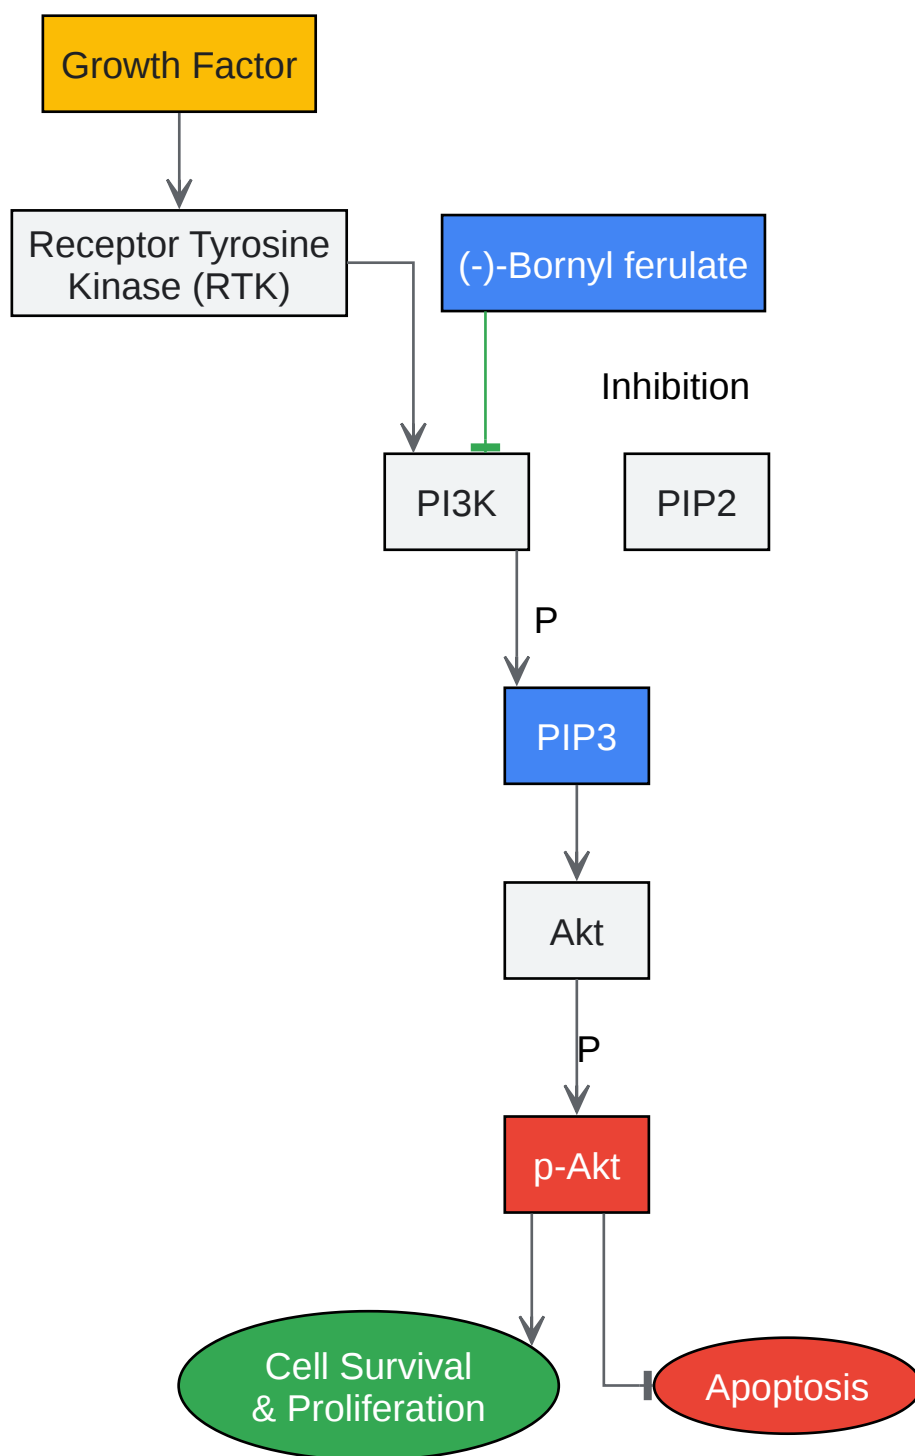 Growth Factor
Receptor Tyrosine
Kinase (RTK)
(-)-Bornyl ferulate
Inhibition
PI3K
PIP2
P
PIP3
Akt
P
p-Akt
Cell Survival
& Proliferation
Apoptosis